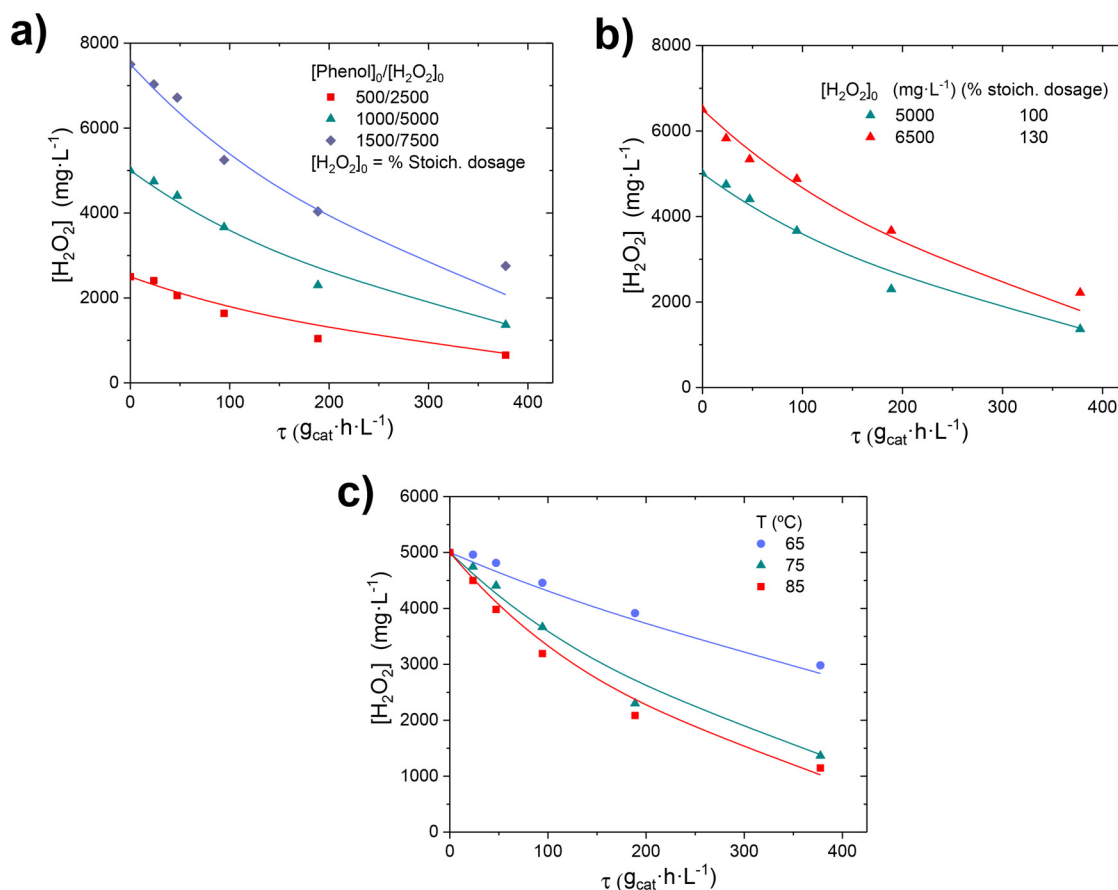 a)
8000
6000
4000
2000
0
[H₂O₂] (mg·L⁻¹)
[Phenol]₀/[H₂O₂]₀
500/2500
1000/5000
1500/7500
[H₂O₂]₀ = % Stoich. dosage
0 100 200 300 400
τ (g_cat·h·L⁻¹)
b)
8000
6000
4000
2000
0
[H₂O₂] (mg·L⁻¹)
[H₂O₂]₀ (mg·L⁻¹) (% stoich. dosage)
5000 100
6500 130
0 100 200 300 400
τ (g_cat·h·L⁻¹)
c)
6000
5000
4000
3000
2000
1000
0
[H₂O₂] (mg·L⁻¹)
T (ºC)
65
75
85
0 100 200 300 400
τ (g_cat·h·L⁻¹)